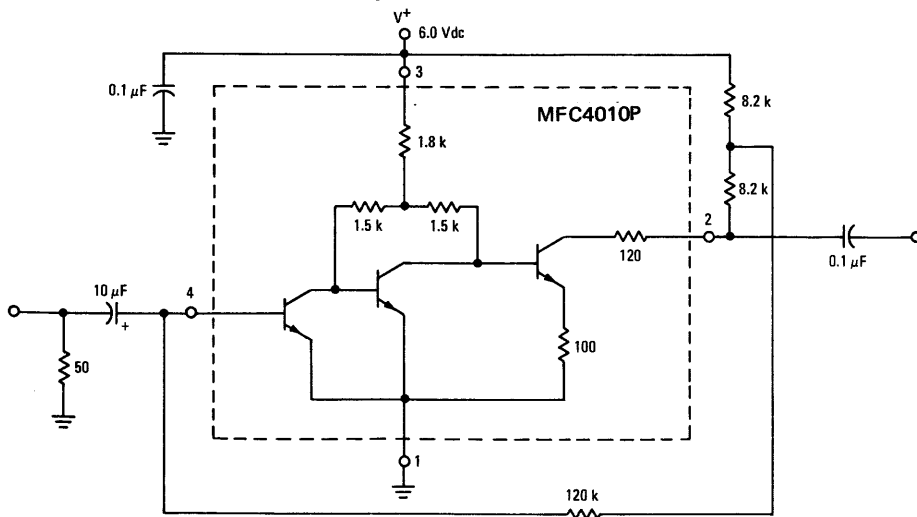 V+
6.0 Vdc
3
0.1 µF
8.2 k
MFC4010P
1.8 k
8.2 k
1.5 k
1.5 k
2
120
0.1 µF
10 µF
4
+
50
100
1
120 k